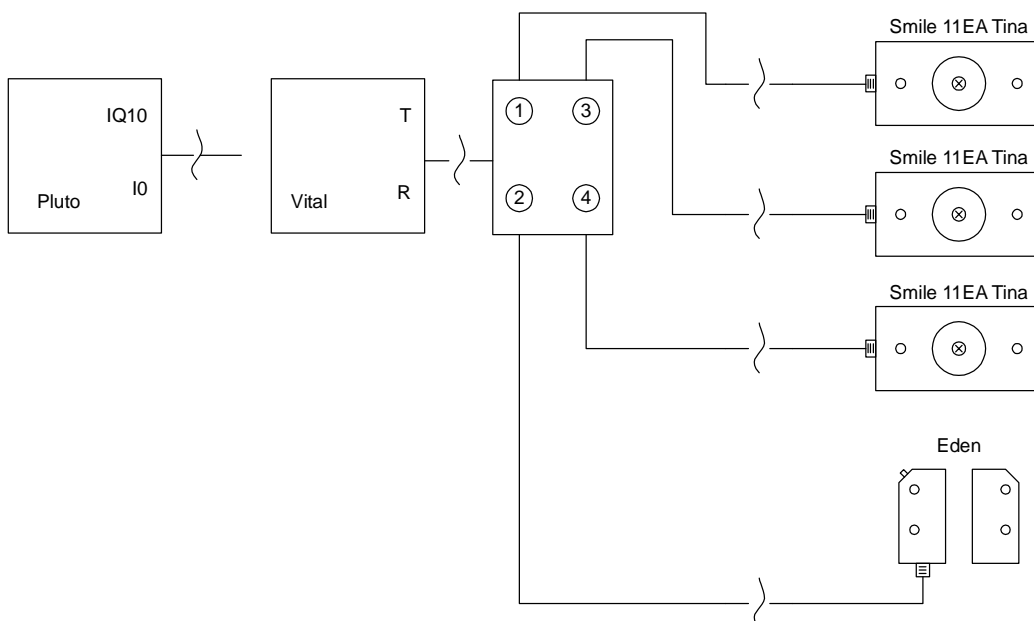 Smile 11EA Tina
IQ10
I0
Pluto
T
R
Vital
1
3
2
4
Smile 11EA Tina
Smile 11EA Tina
Eden